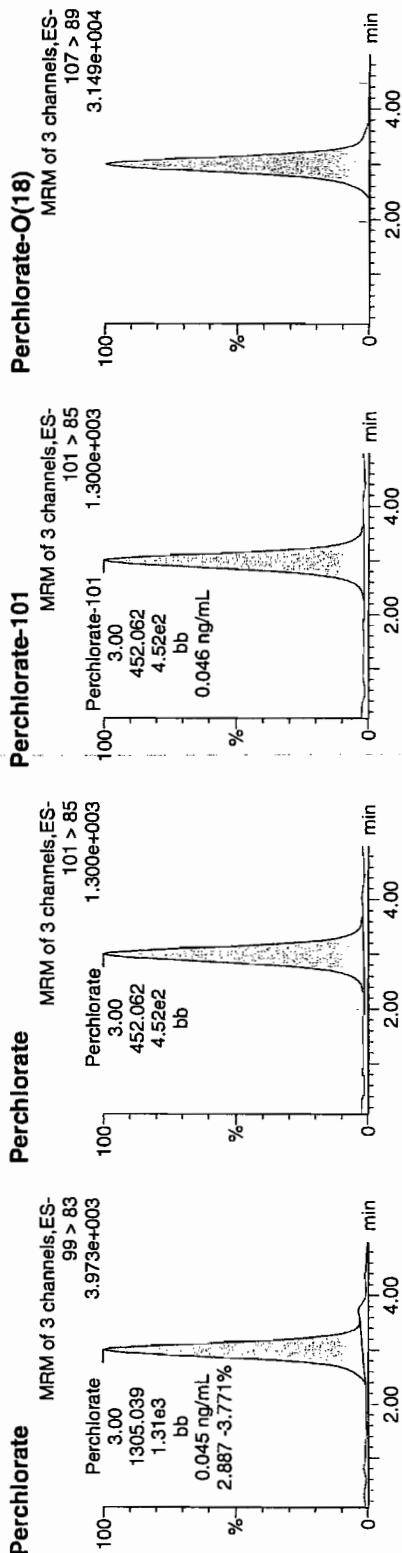 Perchlorate
MRM of 3 channels,ES-
99 > 83
3.973e+003
Perchlorate
3.00
1305.039
1.31e3
bb
0.045 ng/mL
2.887 -3.771%
100
%
0
2.00
4.00
min
Perchlorate
MRM of 3 channels,ES-
101 > 85
1.300e+003
Perchlorate
3.00
452.062
4.52e2
bb
100
%
0
2.00
4.00
min
Perchlorate-101
MRM of 3 channels,ES-
101 > 85
1.300e+003
Perchlorate-101
3.00
452.062
4.52e2
bb
0.046 ng/mL
100
%
0
2.00
4.00
min
Perchlorate-O(18)
MRM of 3 channels,ES-
107 > 89
3.149e+004
100
%
0
2.00
4.00
min